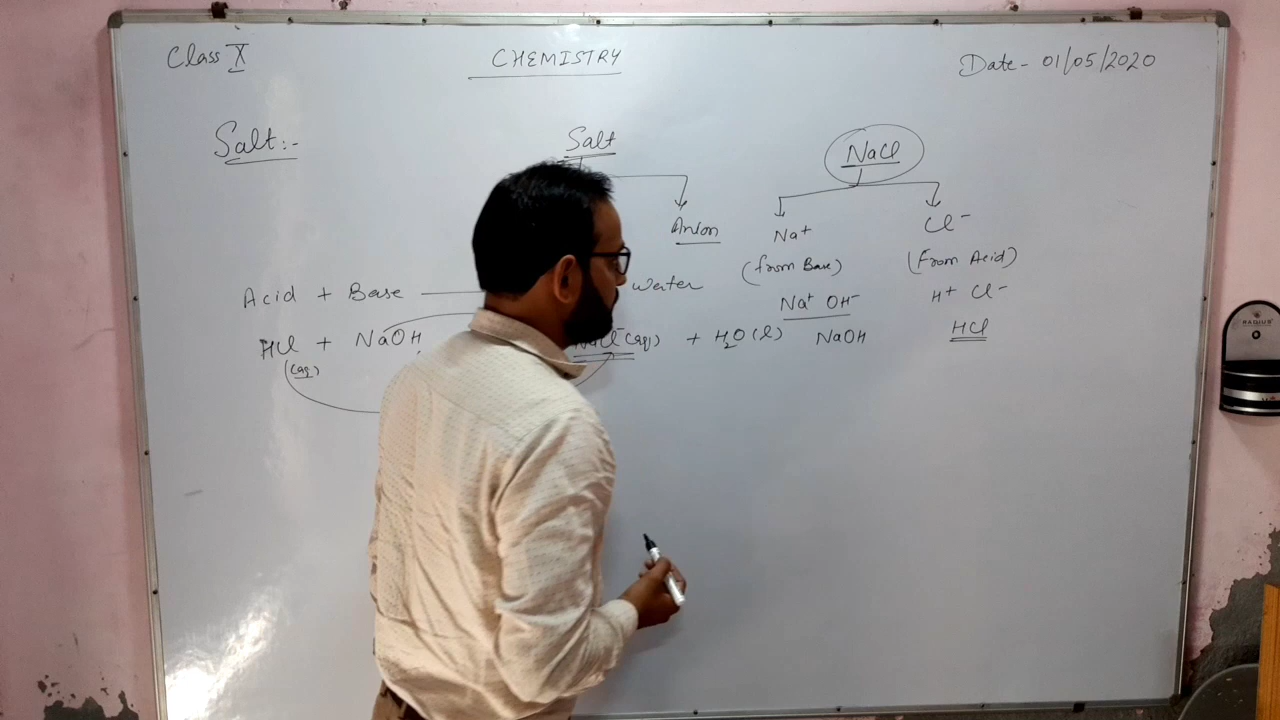 Class X CHEMISTRY Date- 01/05/2020
Salt:- Salt NaCl
Anion Na+ Cl-
(from Base) (From Acid)
Acid + Base water Na+ OH- H+ Cl-
HCl + NaOH NaCl (aq) + H2O (l) NaOH HCl
(aq)
RADIUS